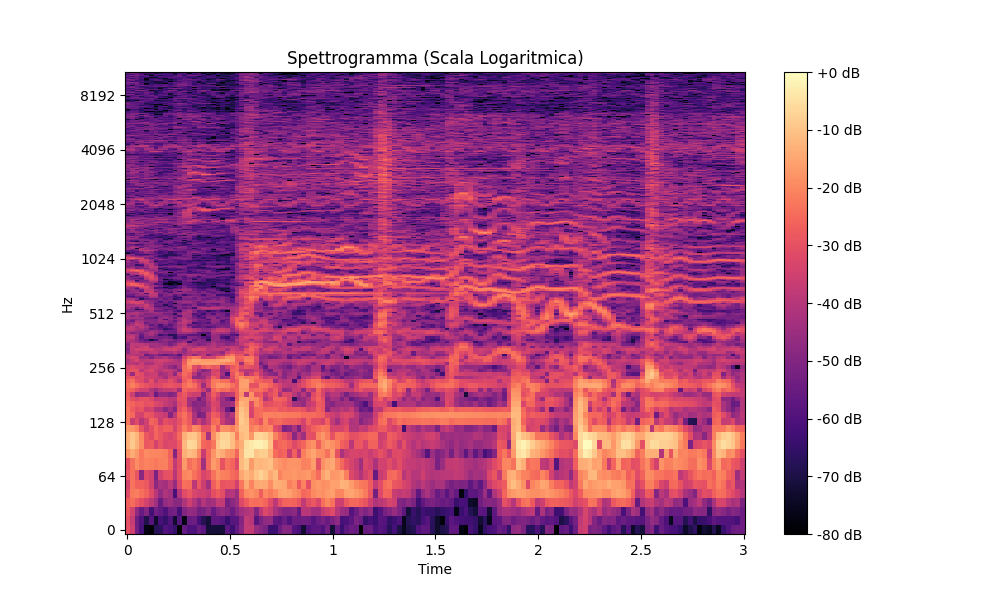 Spettrogramma (Scala Logaritmica)
Hz
8192
4096
2048
1024
512
256
128
64
0
0
0.5
1
1.5
2
2.5
3
Time
+0 dB
-10 dB
-20 dB
-30 dB
-40 dB
-50 dB
-60 dB
-70 dB
-80 dB